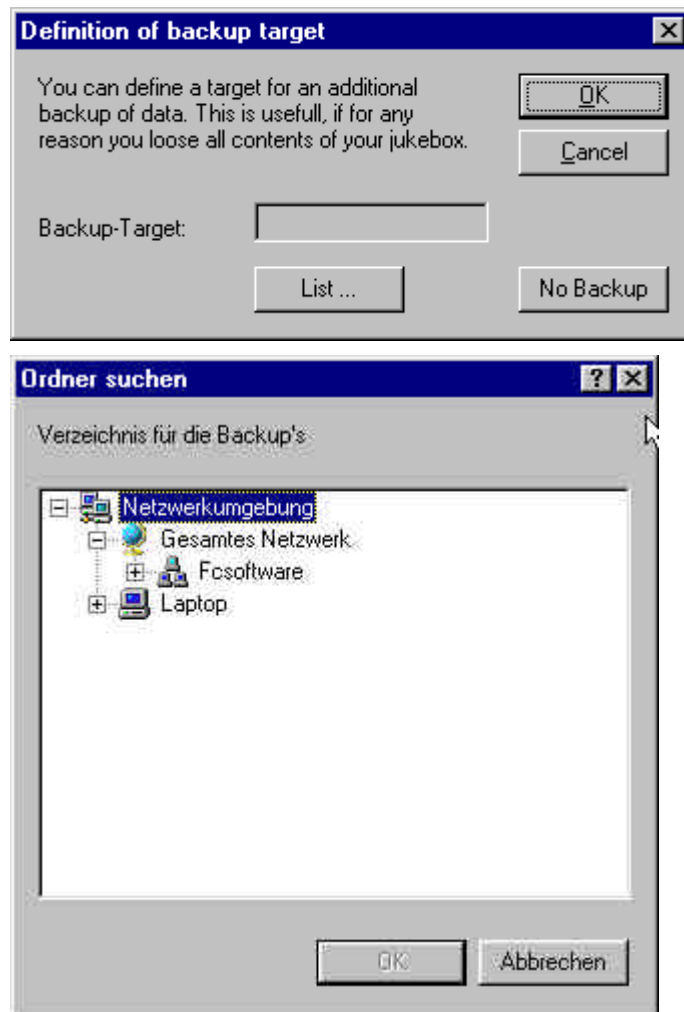 Definition of backup target
You can define a target for an additional
backup of data. This is usefull, if for any
reason you loose all contents of your jukebox.
OK
Cancel
Backup-Target:
List ...
No Backup
Ordner suchen
Verzeichnis für die Backup's
Netzwerkumgebung
Gesamtes Netzwerk
Fcsoftware
Laptop
OK
Abbrechen